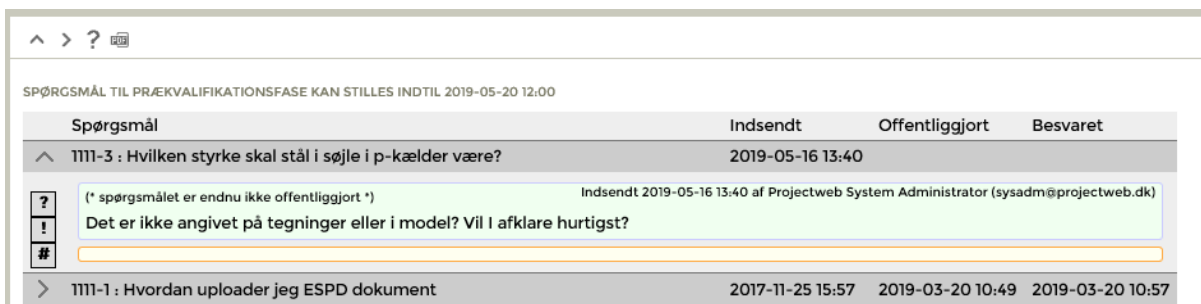 SPØRGSMÅL TIL PRÆKVALIFIKATIONSFASE KAN STILLES INDTIL 2019-05-20 12:00
Spørgsmål Indsendt Offentliggjort Besvaret
1111-3 : Hvilken styrke skal stål i søjle i p-kælder være? 2019-05-16 13:40
(* spørgsmålet er endnu ikke offentliggjort *) Indsendt 2019-05-16 13:40 af Projectweb System Administrator (sysadm@projectweb.dk)
Det er ikke angivet på tegninger eller i model? Vil I afklare hurtigst?
?
!
#
1111-1 : Hvordan uploader jeg ESPD dokument 2017-11-25 15:57 2019-03-20 10:49 2019-03-20 10:57